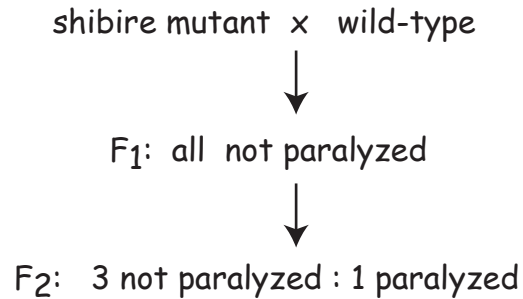 shibire mutant x wild-type
F1: all not paralyzed
F2: 3 not paralyzed : 1 paralyzed